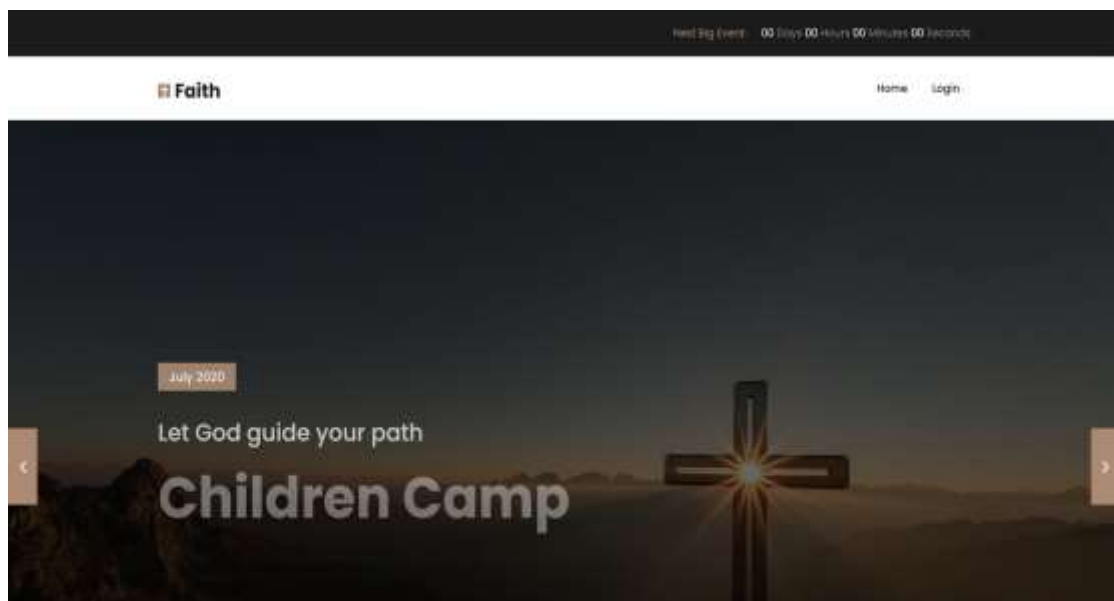 Next Big Event 00 Days 00 Hours 00 Minutes 00 Seconds
Faith
Home Login
July 2020
Let God guide your path
Children Camp